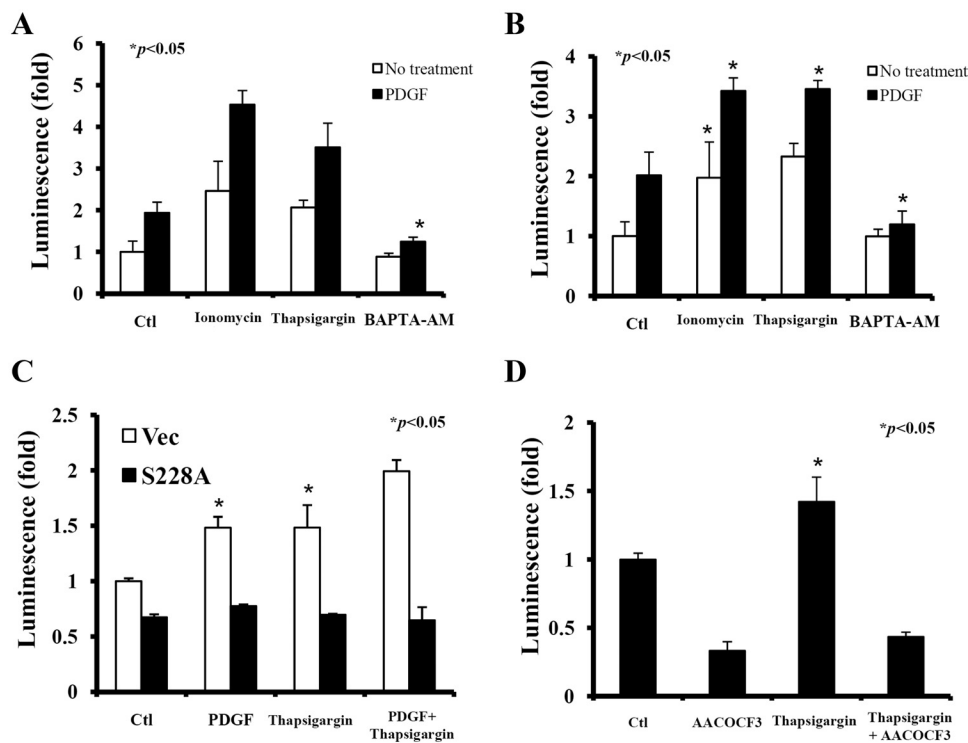 A
*p<0.05
No treatment
PDGF
Luminescence (fold)
6
5
4
3
2
1
0
Ctl
Ionomycin
Thapsigargin
BAPTA-AM
*
B
*p<0.05
No treatment
PDGF
Luminescence (fold)
4
3
2
1
0
Ctl
Ionomycin
Thapsigargin
BAPTA-AM
*
*
*
*
C
*p<0.05
Vec
S228A
Luminescence (fold)
2.5
2
1.5
1
0.5
0
Ctl
PDGF
Thapsigargin
PDGF+
Thapsigargin
*
*
D
*p<0.05
Luminescence (fold)
2
1.5
1
0.5
0
Ctl
AACOCF3
Thapsigargin
Thapsigargin
+ AACOCF3
*